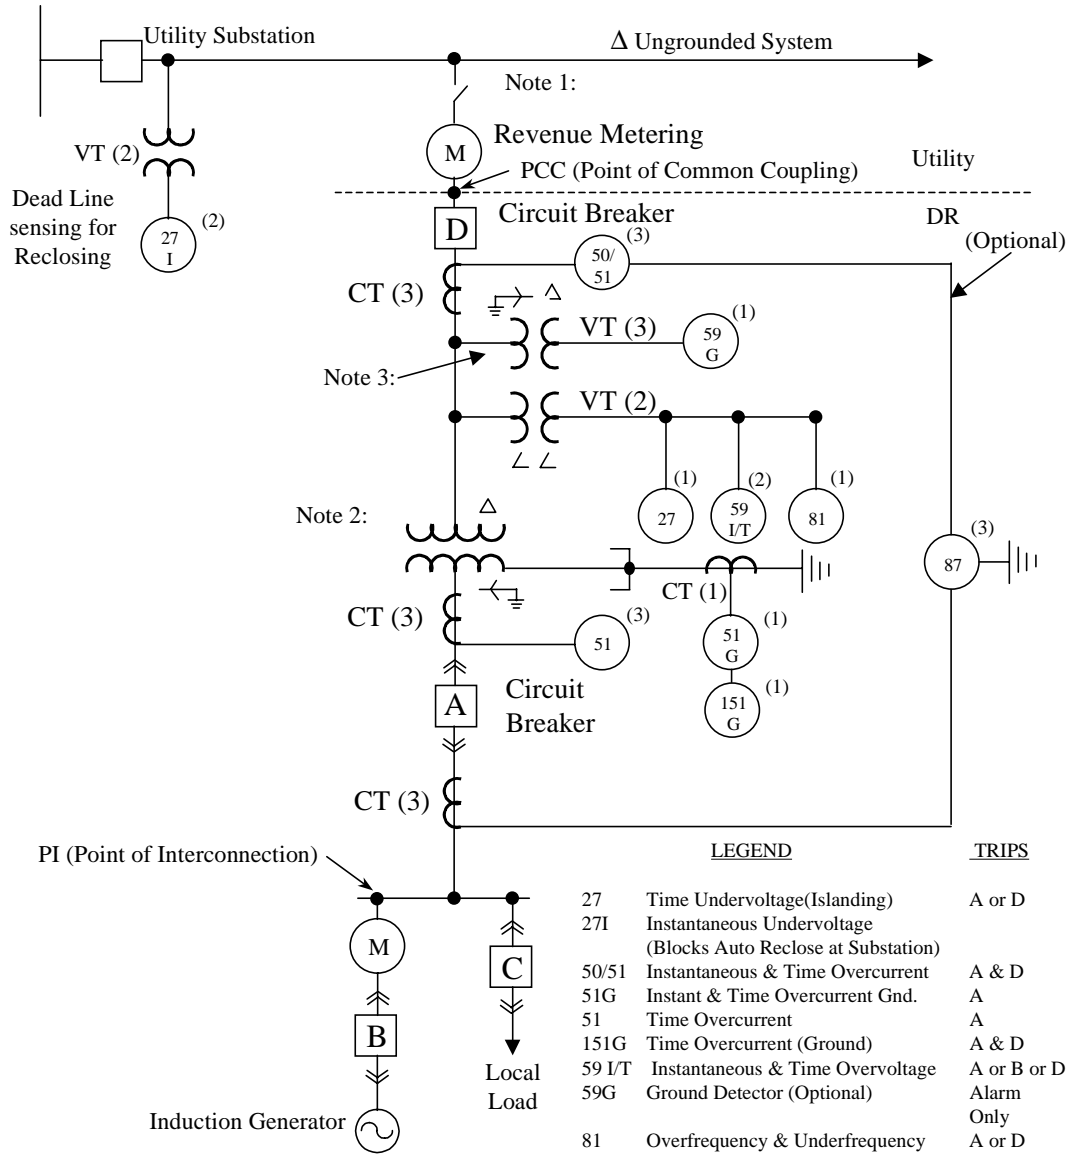 Utility Substation
Δ Ungrounded System
Note 1:
VT (2)
M
Revenue Metering
PCC (Point of Common Coupling)
Utility
Dead Line
sensing for
Reclosing
27
I
(2)
D
Circuit Breaker
DR
(Optional)
50/
51
(3)
CT (3)
Δ
VT (3)
59
G
(1)
Note 3:
VT (2)
27
(1)
59
I/T
(2)
81
(1)
Note 2:
Δ
87
(3)
CT (1)
CT (3)
51
(3)
51
G
(1)
151
G
(1)
A
Circuit
Breaker
CT (3)
PI (Point of Interconnection)
M
C
B
Local
Load
Induction Generator
LEGEND TRIPS
27 Time Undervoltage(Islanding) A or D
27I Instantaneous Undervoltage
(Blocks Auto Reclose at Substation)
50/51 Instantaneous & Time Overcurrent A & D
51G Instant & Time Overcurrent Gnd. A
51 Time Overcurrent A
151G Time Overcurrent (Ground) A & D
59 I/T Instantaneous & Time Overvoltage A or B or D
59G Ground Detector (Optional) Alarm
Only
81 Overfrequency & Underfrequency A or D